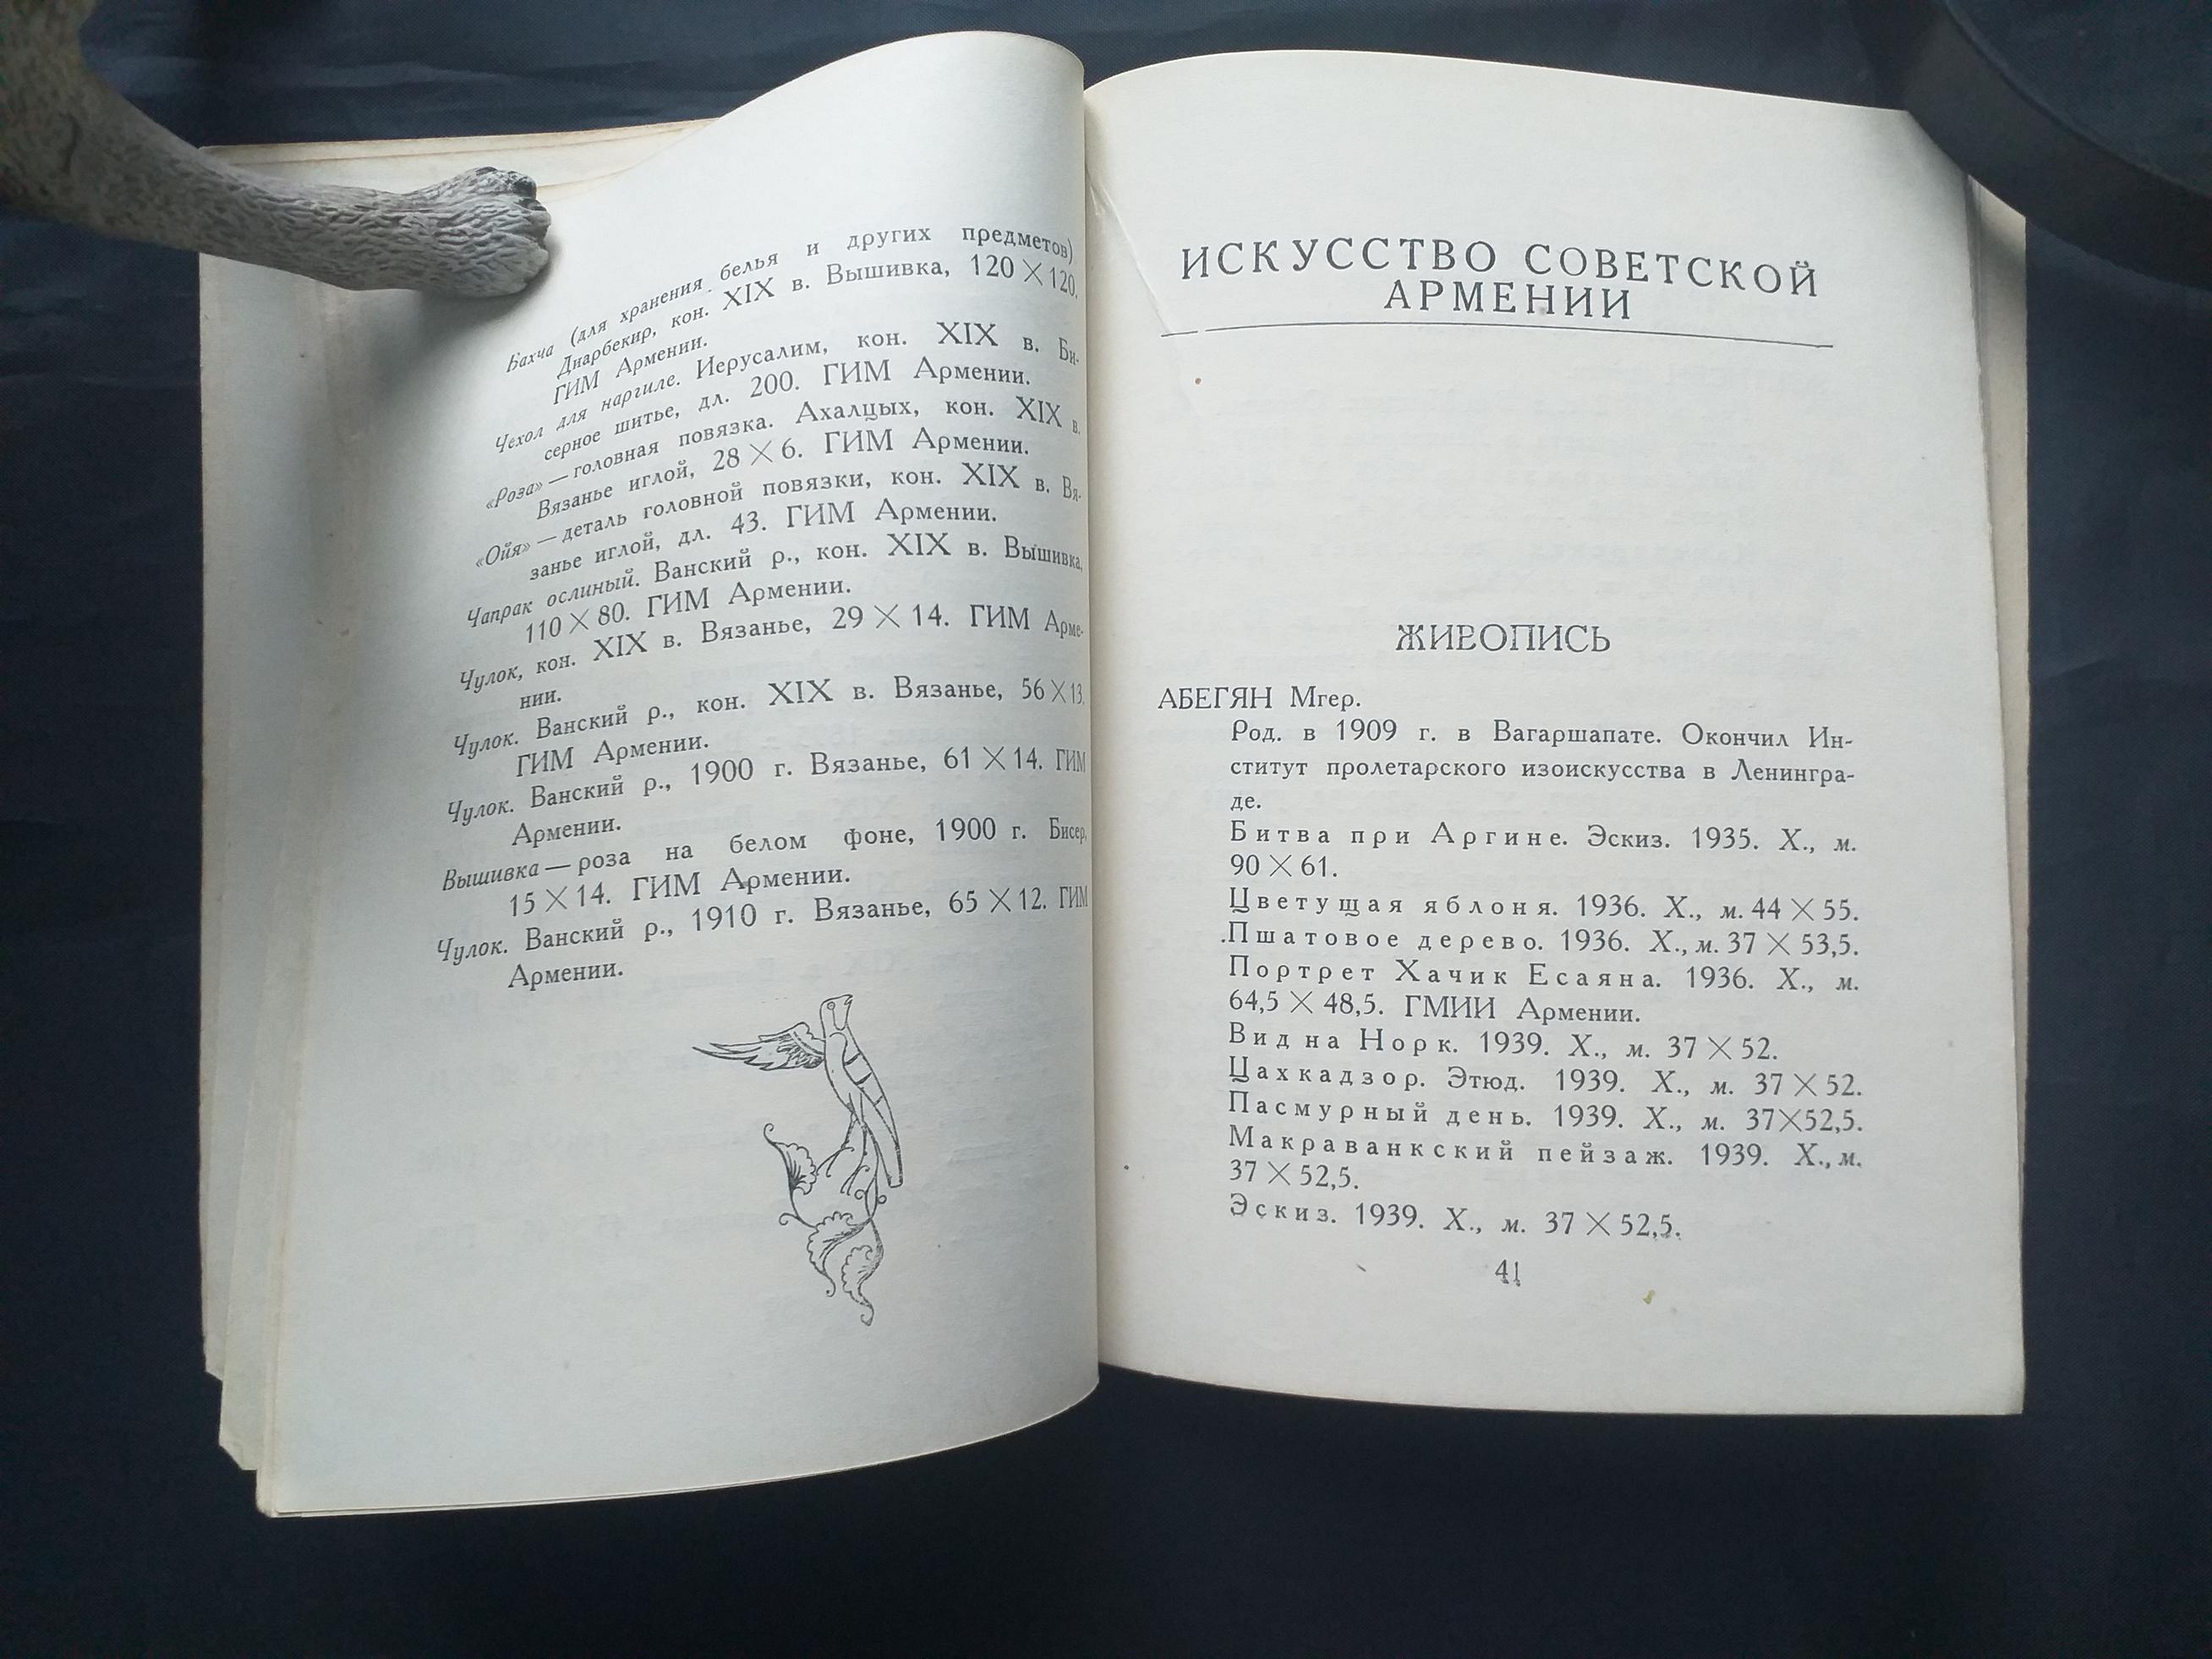 Бахча (для хранения белья и других предметов)
Диарбекир, кон. XIX в. Вышивка, 120 × 120.
ГИМ Армении.
Чехол для наргиле. Иерусалим, кон. XIX в. Би-
серное шитье, дл. 200. ГИМ Армении.
«Роза» — головная повязка. Ахалцых, кон. XIX в.
Вязанье иглой, 28 × 6. ГИМ Армении.
«Ойя» — деталь головной повязки, кон. XIX в. Вя-
занье иглой, дл. 43. ГИМ Армении.
Чапрак ослиный. Ванский р., кон. XIX в. Вышивка,
110 × 80. ГИМ Армении.
Чулок, кон. XIX в. Вязанье, 29 × 14. ГИМ Арме-
нии.
Чулок. Ванский р., кон. XIX в. Вязанье, 56 × 13.
ГИМ Армении.
Чулок. Ванский р., 1900 г. Вязанье, 61 × 14. ГИМ
Армении.
Вышивка — роза на белом фоне, 1900 г. Бисер,
15 × 14. ГИМ Армении.
Чулок. Ванский р., 1910 г. Вязанье, 65 × 12. ГИМ
Армении.
ИСКУССТВО СОВЕТСКОЙ
АРМЕНИИ
ЖИВОПИСЬ
АБЕГЯН Мгер.
Род. в 1909 г. в Вагаршапате. Окончил Ин-
ститут пролетарского изоискусства в Ленингра-
де.
Битва при Аргине. Эскиз. 1935. Х., м.
90 × 61.
Цветущая яблоня. 1936. Х., м. 44 × 55.
Пшатовое дерево. 1936. Х., м. 37 × 53,5.
Портрет Хачик Есаяна. 1936. Х., м.
64,5 × 48,5. ГМИИ Армении.
Вид на Норк. 1939. Х., м. 37 × 52.
Цахкадзор. Этюд. 1939. Х., м. 37 × 52.
Пасмурный день. 1939. Х., м. 37×52,5.
Макраванкский пейзаж. 1939. Х., м.
37 × 52,5.
Эскиз. 1939. Х., м. 37 × 52,5.
41